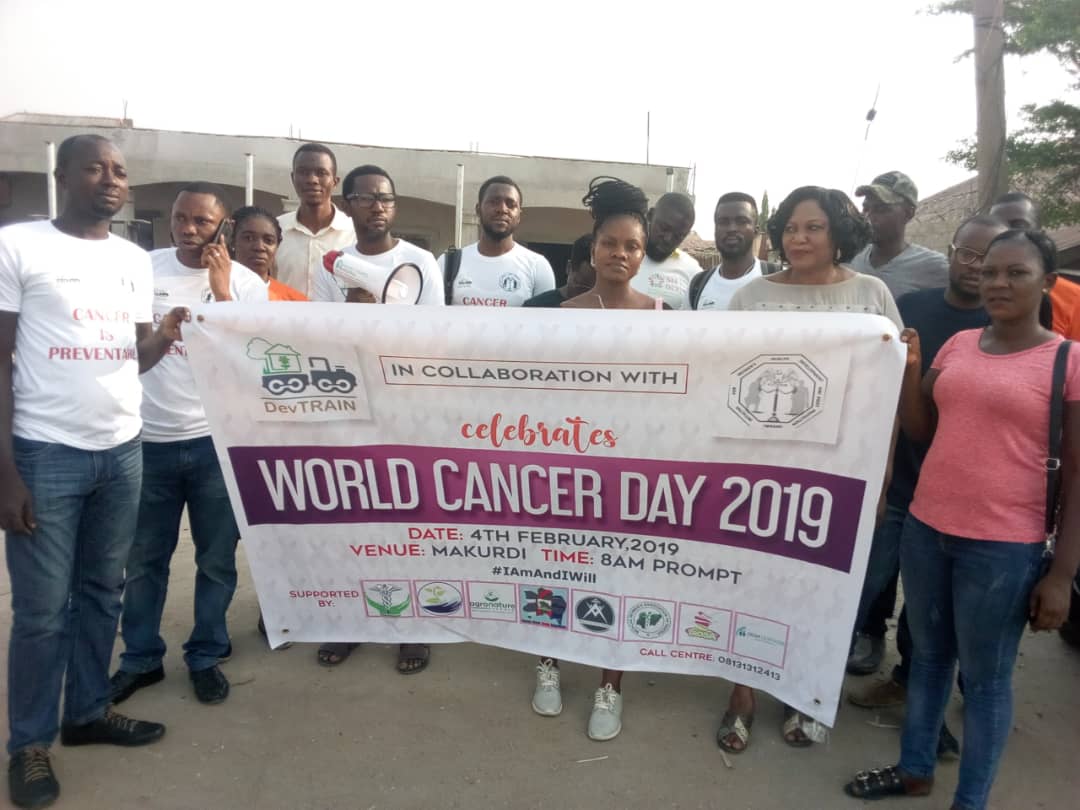 CANCER
IS
CANCER
DevTRAIN
IN COLLABORATION WITH
celebrates
WORLD CANCER DAY 2019
DATE: 4TH FEBRUARY,2019
VENUE: MAKURDI TIME: 8AM PROMPT
#IAmAndIWill
SUPPORTED
BY:
agronature
CALL CENTRE: 08131312413